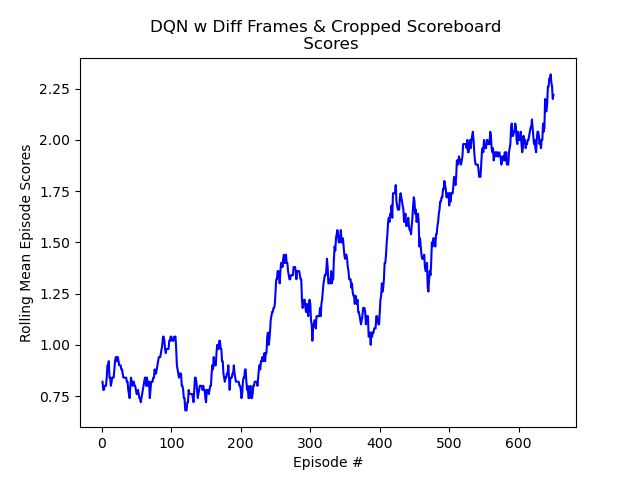 DQN w Diff Frames & Cropped Scoreboard
Scores
2.25
2.00
1.75
1.50
1.25
1.00
0.75
Rolling Mean Episode Scores
0 100 200 300 400 500 600
Episode #